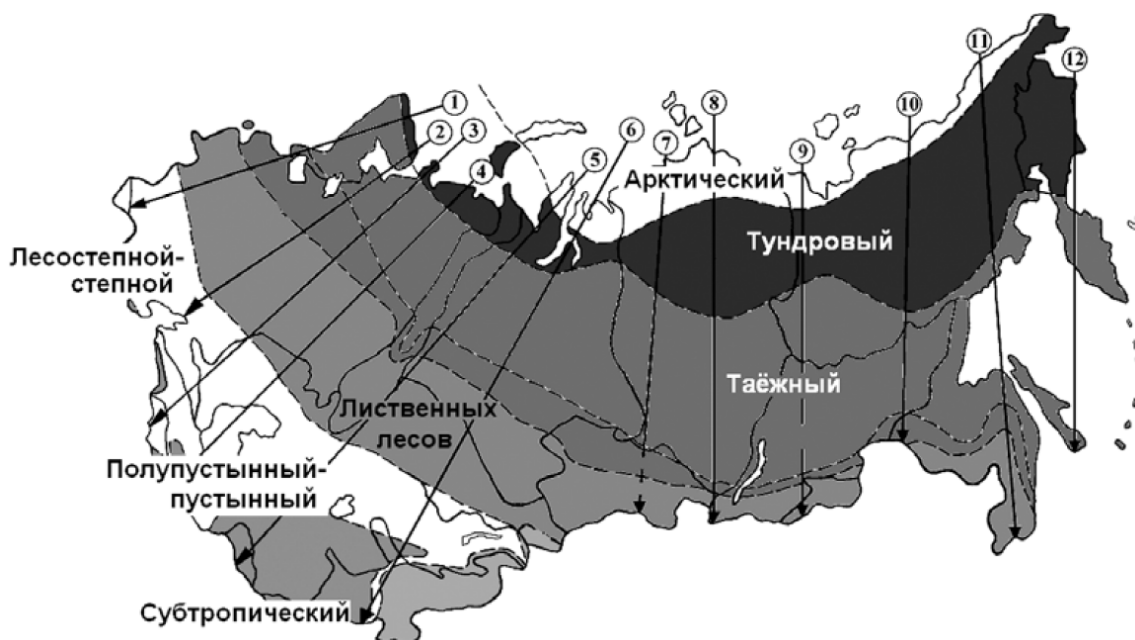 1
2
3
4
5
6
7
8
9
10
11
12
Арктический
Тундровый
Лесостепной-
степной
Таёжный
Лиственных
лесов
Полупустынный-
пустынный
Субтропический